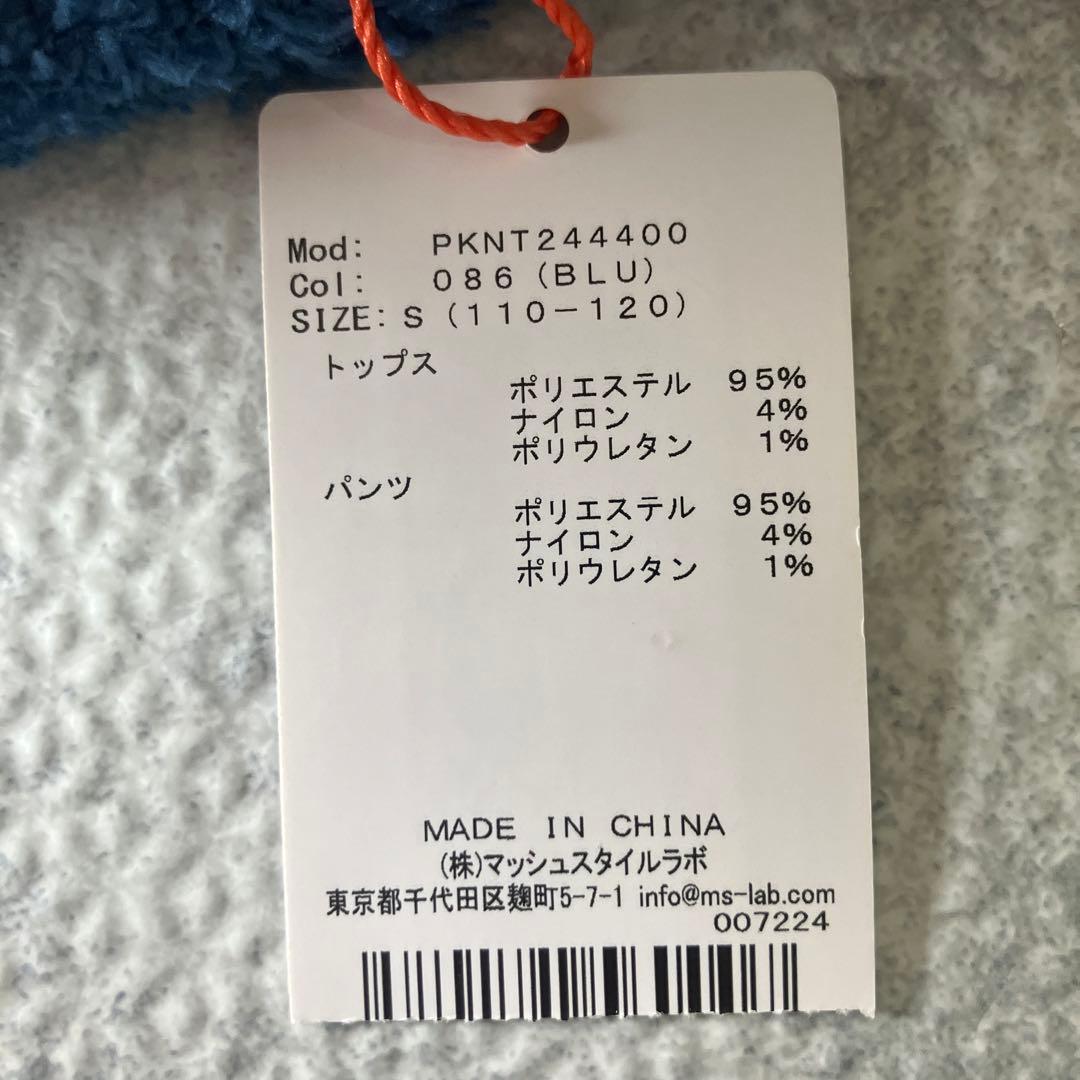 Mod: PKNT244400
Col: 086(BLU)
SIZE: S(110-120)
トップス
ポリエステル 95%
ナイロン 4%
ポリウレタン 1%
パンツ
ポリエステル 95%
ナイロン 4%
ポリウレタン 1%
MADE IN CHINA
(株)マッシュスタイルラボ
東京都千代田区麹町5-7-1 info@ms-lab.com
007224